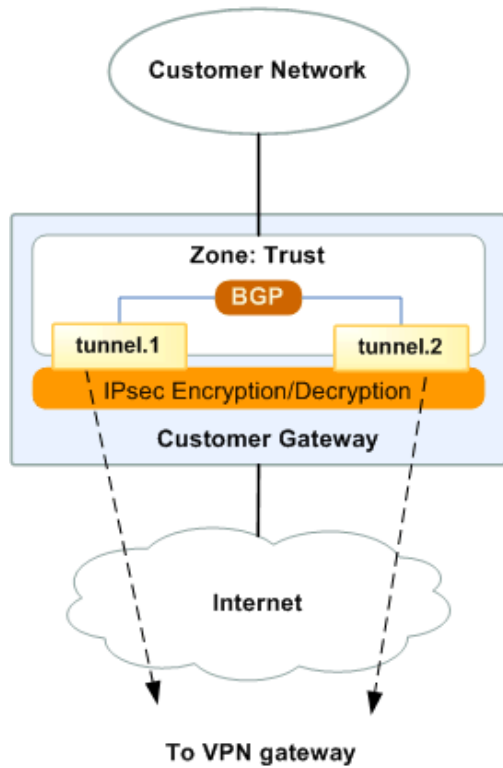 Customer Network
Zone: Trust
BGP
tunnel.1
tunnel.2
IPsec Encryption/Decryption
Customer Gateway
Internet
To VPN gateway